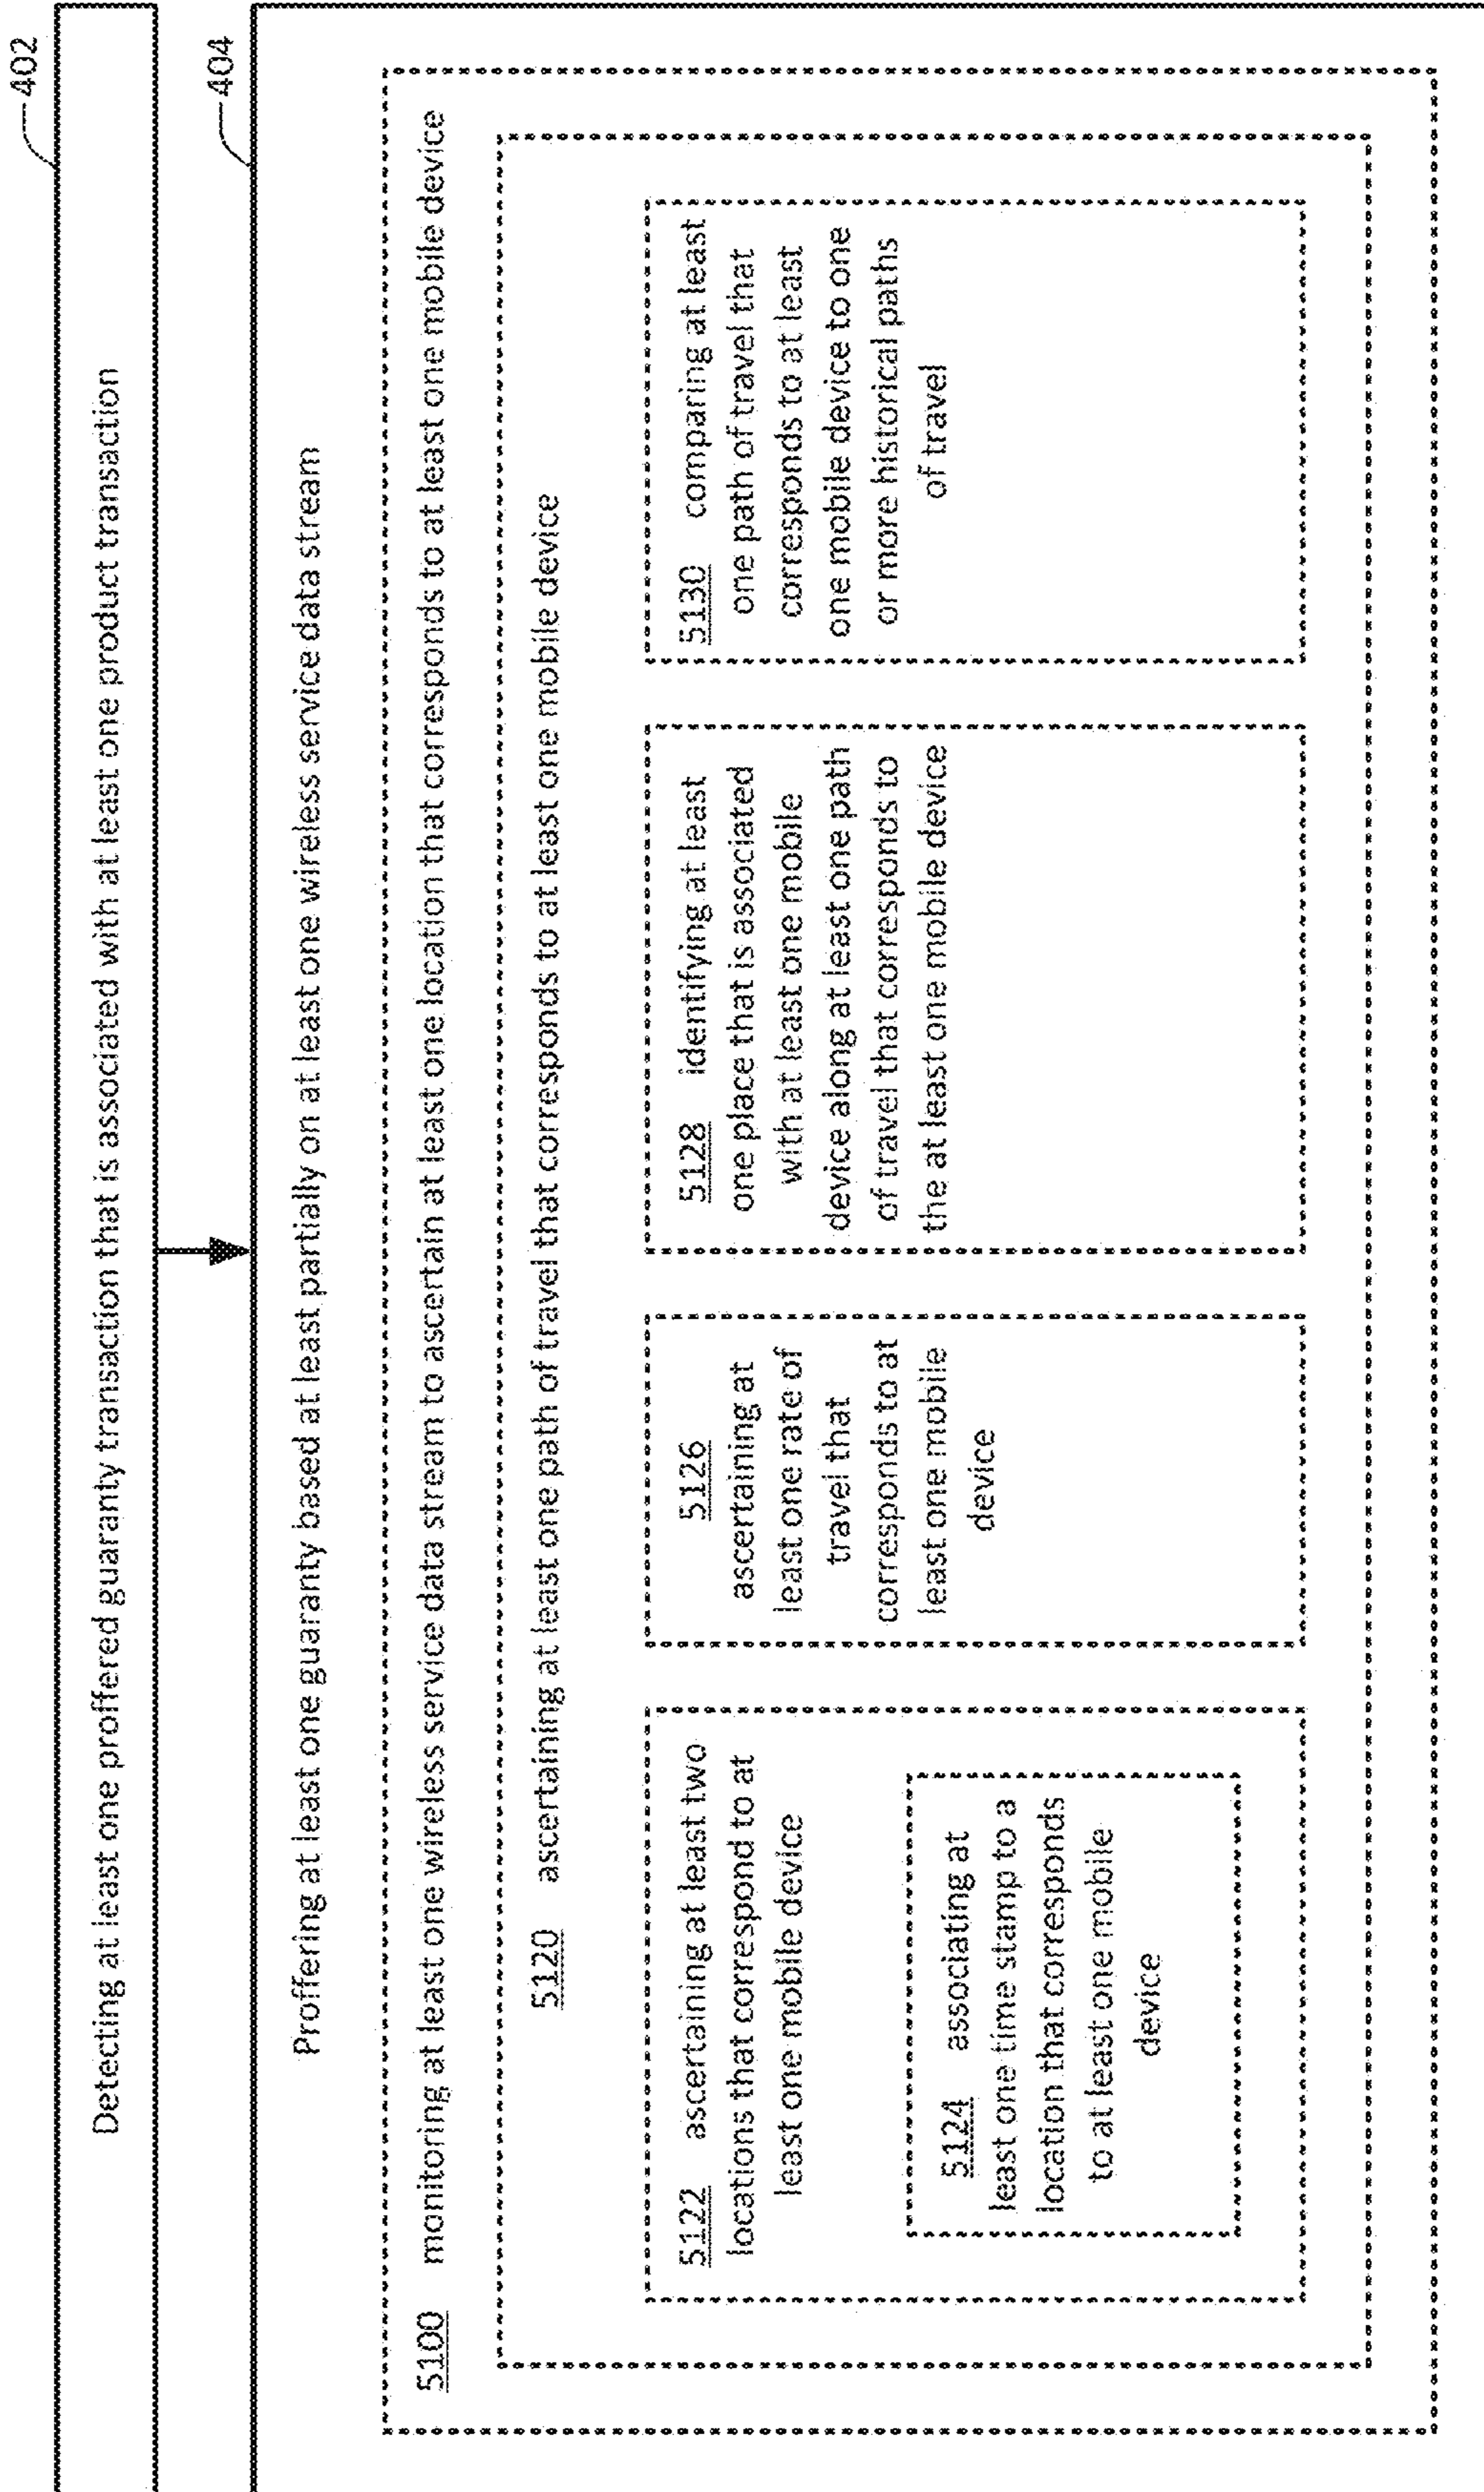 402
Detecting at least one proffered guaranty transaction that is associated with at least one product transaction
404
Proffering at least one guaranty based at least partially on at least one wireless service data stream
5100 monitoring at least one wireless service data stream to ascertain at least one location that corresponds to at least one mobile device
5120 ascertaining at least one path of travel that corresponds to at least one mobile device
5122 ascertaining at least two
locations that correspond to at
least one mobile device
5124 associating at
least one time stamp to a
location that corresponds
to at least one mobile
device
5126
ascertaining at
least one rate of
travel that
corresponds to at
least one mobile
device
5128 identifying at least
one place that is associated
with at least one mobile
device along at least one path
of travel that corresponds to
the at least one mobile device
5130 comparing at least
one path of travel that
corresponds to at least
one mobile device to one
or more historical paths
of travel